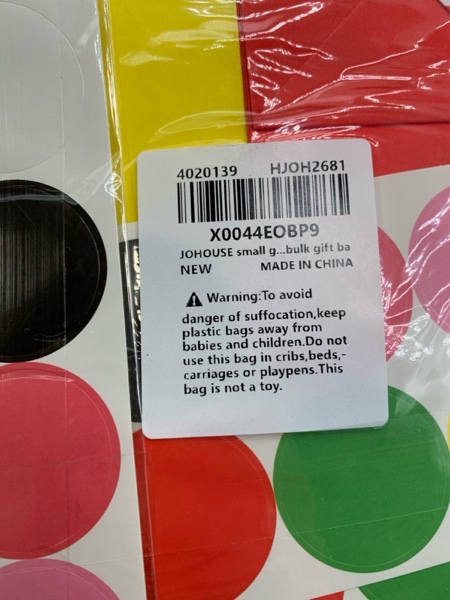 4020139 HJOH2681
X0044EOBP9
JOHOUSE small g...bulk gift ba
NEW MADE IN CHINA
Warning:To avoid
danger of suffocation,keep
plastic bags away from
babies and children.Do not
use this bag in cribs,beds,-
carriages or playpens.This
bag is not a toy.